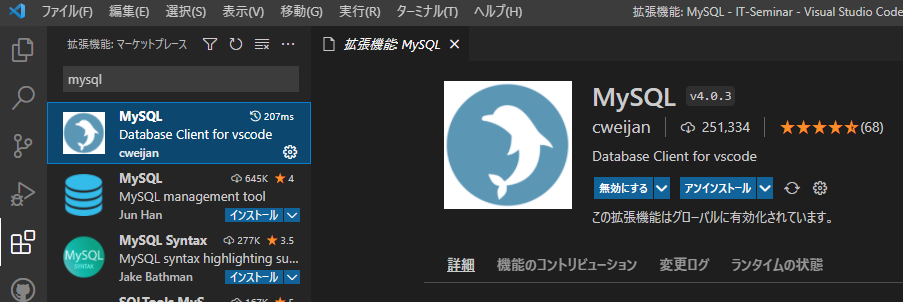 ファイル(F) 編集(E) 選択(S) 表示(V) 移動(G) 実行(R) ターミナル(T) ヘルプ(H) 拡張機能: MySQL - IT-Seminar - Visual Studio Code
拡張機能: マーケットプレース
mysql
MySQL 207ms
Database Client for vscode
cweijan
MySQL 645K ★ 4
MySQL management tool
Jun Han インストール
MySQL Syntax 277K ★ 3.5
MySQL syntax highlighting su...
Jake Bathman インストール
MySQL
SYNTAX
SQLTools MyS... 167K ★ 5
拡張機能: MySQL
MySQL v4.0.3
cweijan 251,334 ★★★★★(68)
Database Client for vscode
無効にする アンインストール
この拡張機能はグローバルに有効化されています。
詳細 機能のコントリビューション 変更ログ ランタイムの状態